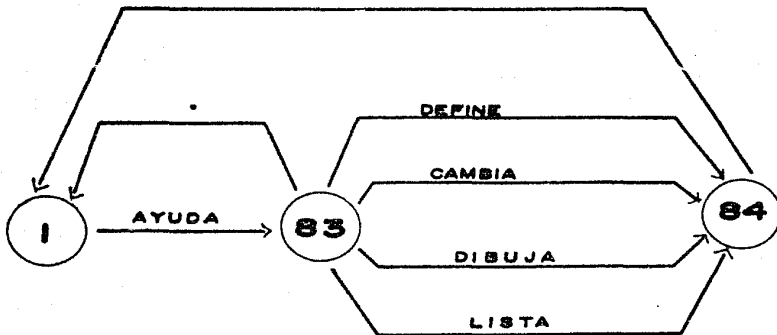 DEFINE
CAMBIA
AYUDA
1
83
84
DIBUJA
LISTA